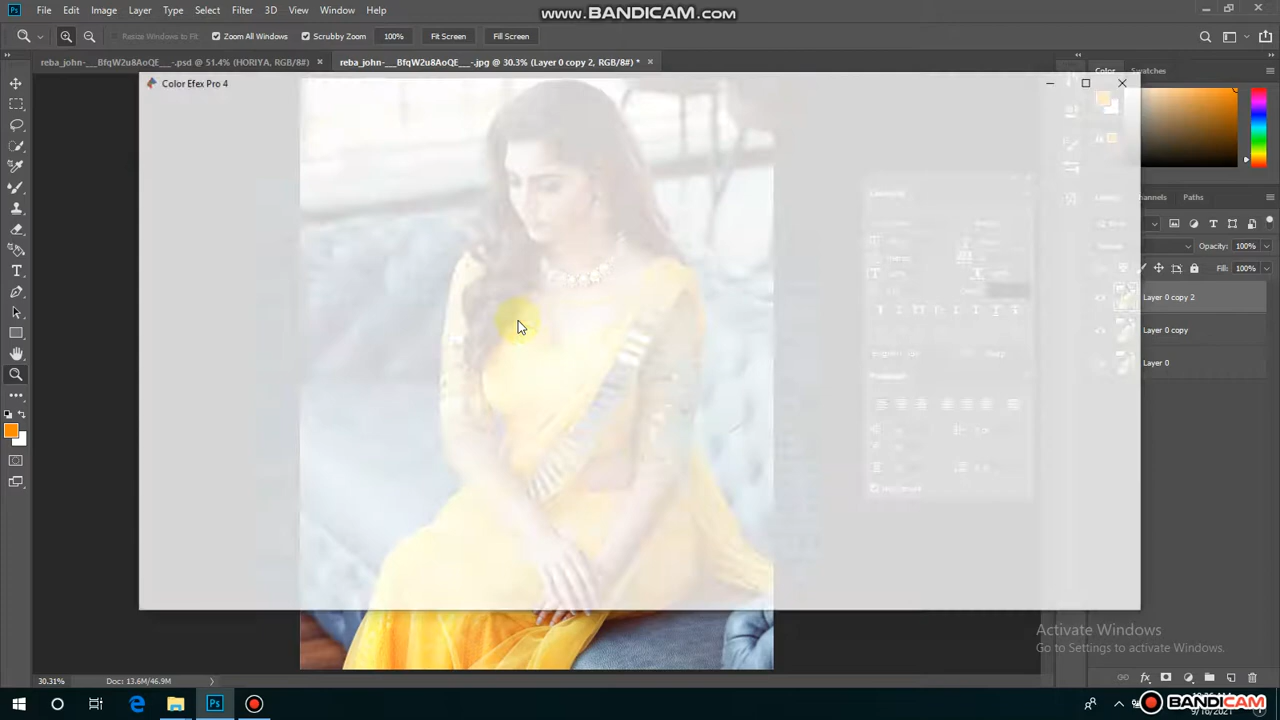 Ps File Edit Image Layer Type Select Filter 3D View Window Help
www.BANDICAM.com
Resize Windows to Fit Zoom All Windows Scrubby Zoom 100% Fit Screen Fill Screen
reba_john-___BfqW2u8AoQE___-.psd @ 51.4% (HORIYA, RGB/8#) × reba_john-___BfqW2u8AoQE___-.jpg @ 30.3% (Layer 0 copy 2, RGB/8#) * ×
Color Swatches
Color Efex Pro 4
Paths
Opacity: 100%
Fill: 100%
Layer 0 copy 2
Layer 0 copy
Layer 0
Activate Windows
Go to Settings to activate Windows.
30.31% Doc: 13.6M/46.9M
Ps
BANDICAM